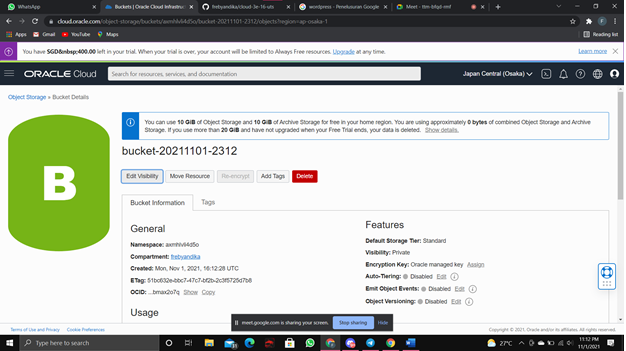 WhatsApp
Buckets | Oracle Cloud Infrastruc
frebyandika/cloud-3e-16-uts
wordpress - Penelusuran Google
Meet - ttm-bfqd-mnf
cloud.oracle.com/object-storage/buckets/axmhlvli4d5o/bucket-20211101-2312/objects?region=ap-osaka-1
Apps
Gmail
YouTube
Maps
Reading list
You have SGD&nbsp;400.00 left in your trial. When your trial is over, your account will be limited to Always Free resources. Upgrade at any time.
Learn more
ORACLE Cloud
Search for resources, services, and documentation
Japan Central (Osaka)
Object Storage » Bucket Details
You can use 10 GiB of Object Storage and 10 GiB of Archive Storage for free in your home region. You are using approximately 0 bytes of combined Object Storage and Archive
Storage. If you use more than 20 GiB and have not upgraded when your Free Trial ends, your data is deleted. Show details.
B
bucket-20211101-2312
Edit Visibility
Move Resource
Re-encrypt
Add Tags
Delete
Bucket Information
Tags
General
Namespace: axmhlvli4d5o
Compartment: frebyandika
Created: Mon, Nov 1, 2021, 16:12:28 UTC
ETag: 51bc632e-bbc7-47c7-bf2b-2c3f5725d7b8
OCID: ...bmax2o7q Show Copy
Usage
Features
Default Storage Tier: Standard
Visibility: Private
Encryption Key: Oracle managed key Assign
Auto-Tiering: Disabled Edit
Emit Object Events: Disabled Edit
Object Versioning: Disabled Edit
meet.google.com is sharing your screen.
Stop sharing
Hide
Terms of Use and Privacy
Cookie Preferences
Copyright © 2021, Oracle and/or its affiliates. All rights reserved.
Type here to search
27°C
11:12 PM
11/1/2021